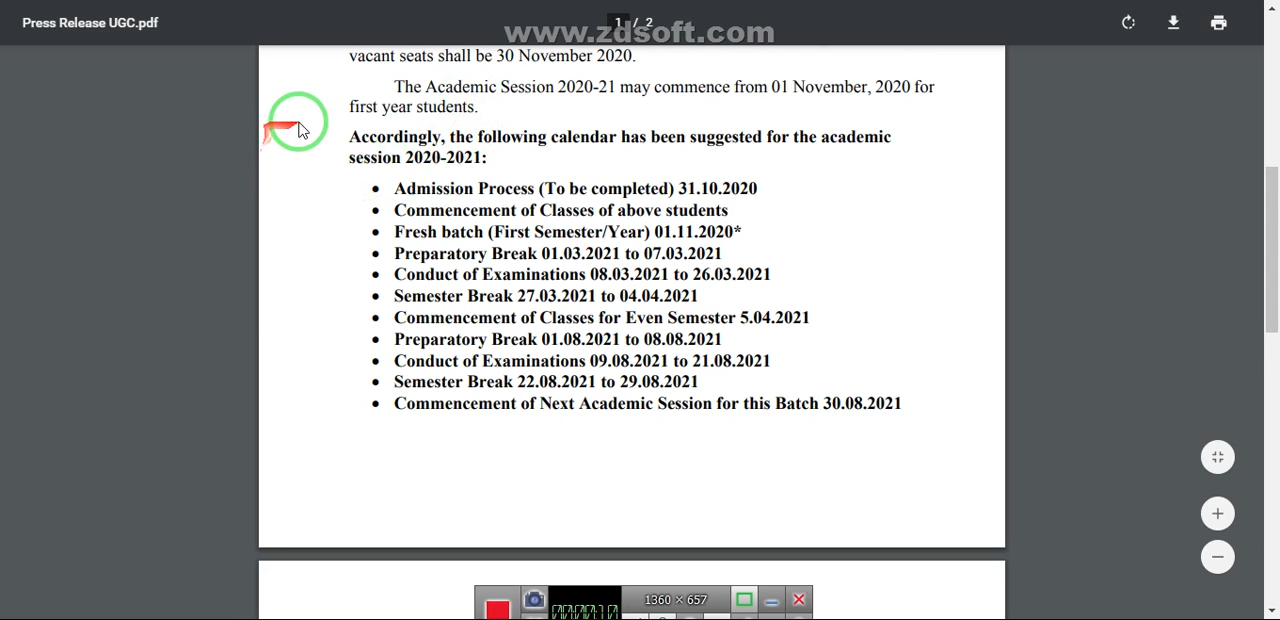 Press Release UGC.pdf
1 / 2
www.zdsoft.com
vacant seats shall be 30 November 2020.
The Academic Session 2020-21 may commence from 01 November, 2020 for
first year students.
Accordingly, the following calendar has been suggested for the academic
session 2020-2021:
• Admission Process (To be completed) 31.10.2020
• Commencement of Classes of above students
• Fresh batch (First Semester/Year) 01.11.2020*
• Preparatory Break 01.03.2021 to 07.03.2021
• Conduct of Examinations 08.03.2021 to 26.03.2021
• Semester Break 27.03.2021 to 04.04.2021
• Commencement of Classes for Even Semester 5.04.2021
• Preparatory Break 01.08.2021 to 08.08.2021
• Conduct of Examinations 09.08.2021 to 21.08.2021
• Semester Break 22.08.2021 to 29.08.2021
• Commencement of Next Academic Session for this Batch 30.08.2021
1360 × 657